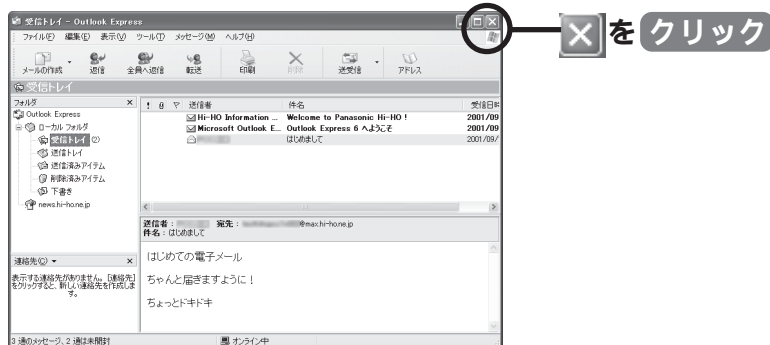 受信トレイ - Outlook Express
ファイル(F) 編集(E) 表示(V) ツール(T) メッセージ(M) ヘルプ(H)
メールの作成 返信 全員へ返信 転送 印刷 削除 送受信 アドレス
受信トレイ
フォルダ
Outlook Express
ローカル フォルダ
受信トレイ (2)
送信トレイ
送信済みアイテム
削除済みアイテム
下書き
news.hi-ho.ne.jp
送信者 件名 受信日時
Hi-HO Information ... Welcome to Panasonic Hi-HO ! 2001/09
Microsoft Outlook E... Outlook Express 6 へようこそ 2001/09
はじめまして 2001/09/
送信者: 宛先: @max.hi-ho.ne.jp
件名: はじめまして
はじめての電子メール
ちゃんと届きますように!
ちょっとドキドキ
連絡先(C)
表示する連絡先がありません。[連絡先]
をクリックすると、新しい連絡先を作成しま
す。
3 通のメッセージ、2 通は未開封 オンライン中
を クリック